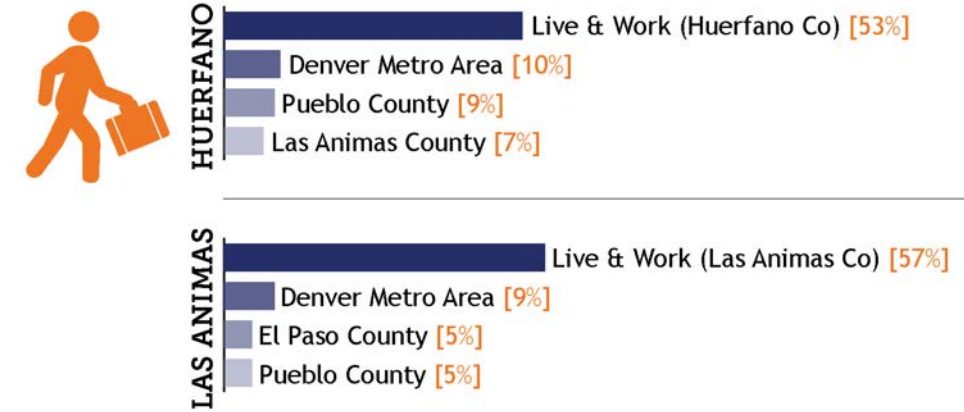 HUERFANO
Live & Work (Huerfano Co) [53%]
Denver Metro Area [10%]
Pueblo County [9%]
Las Animas County [7%]
LAS ANIMAS
Live & Work (Las Animas Co) [57%]
Denver Metro Area [9%]
El Paso County [5%]
Pueblo County [5%]